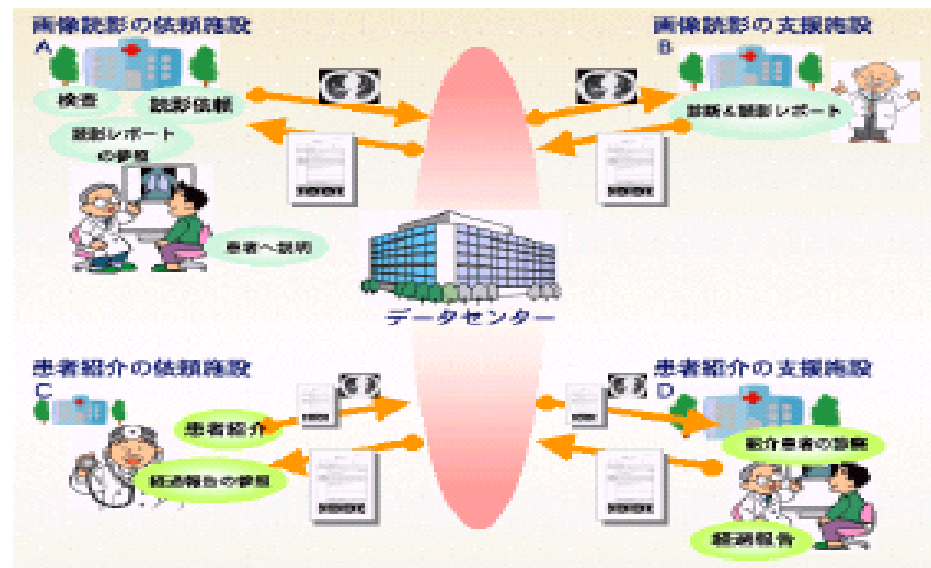 画像読影の依頼施設
A
検査
読影依頼
読影レポート
の参照
患者へ説明
画像読影の支援施設
B
診断&読影レポート
データセンター
患者紹介の依頼施設
C
患者紹介
経過報告の参照
患者紹介の支援施設
D
紹介患者の診断
経過報告